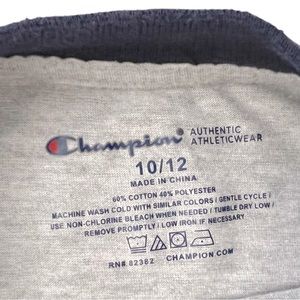 Champion AUTHENTIC
ATHLETICWEAR
10/12
MADE IN CHINA
60% COTTON 40% POLYESTER
MACHINE WASH COLD WITH SIMILAR COLORS / GENTLE CYCLE /
USE NON-CHLORINE BLEACH WHEN NEEDED / TUMBLE DRY LOW /
REMOVE PROMPTLY / LOW IRON IF NECESSARY
RN# 82382 CHAMPION.COM